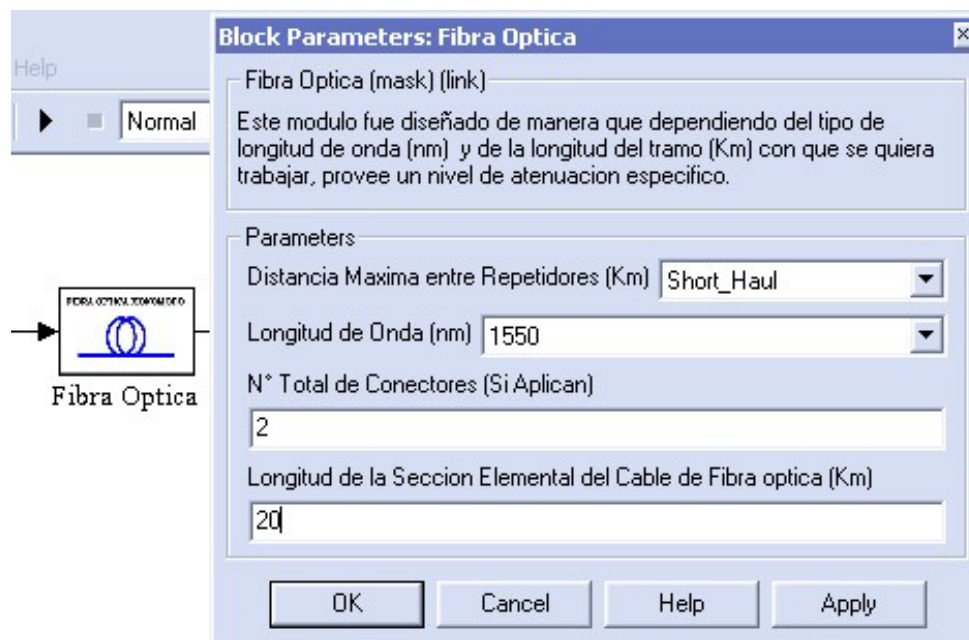 Block Parameters: Fibra Optica
Help
Normal
Fibra Optica (mask) (link)
Este modulo fue diseñado de manera que dependiendo del tipo de
longitud de onda (nm) y de la longitud del tramo (Km) con que se quiera
trabajar, provee un nivel de atenuacion especifico.
Parameters
Distancia Maxima entre Repetidores (Km) Short_Haul
Longitud de Onda (nm) 1550
N° Total de Conectores (Si Aplican)
2
Longitud de la Seccion Elemental del Cable de Fibra optica (Km)
20
FIBRA OPTICA MONOMODO
Fibra Optica
OK Cancel Help Apply